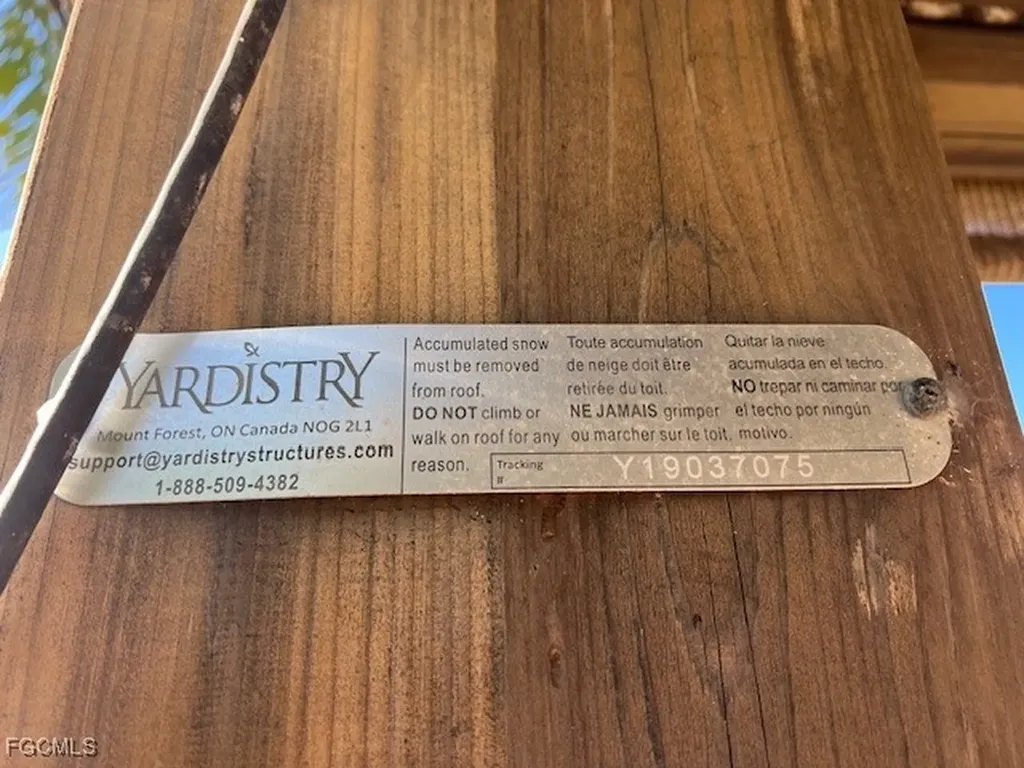 YARDISTRY
Mount Forest, ON Canada NOG 2L1
support@yardistrystructures.com
1-888-509-4382
Accumulated snow
must be removed
from roof.
DO NOT climb or
walk on roof for any
reason.
Toute accumulation
de neige doit être
retirée du toit.
NE JAMAIS grimper
ou marcher sur le toit.
Quitar la nieve
acumulada en el techo.
NO trepar ni caminar por
el techo por ningún
motivo.
Tracking
# Y19037075
FGCMLS